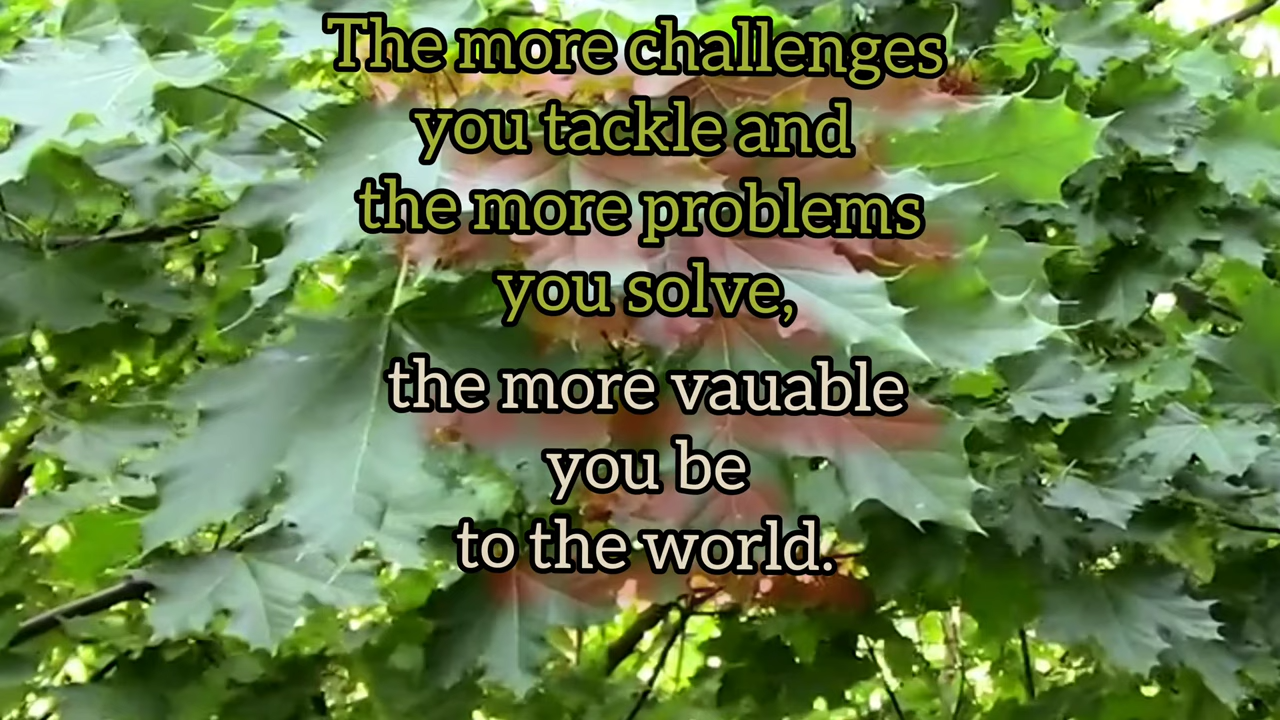 The more challenges
you tackle and
the more problems
you solve,
the more vauable
you be
to the world.